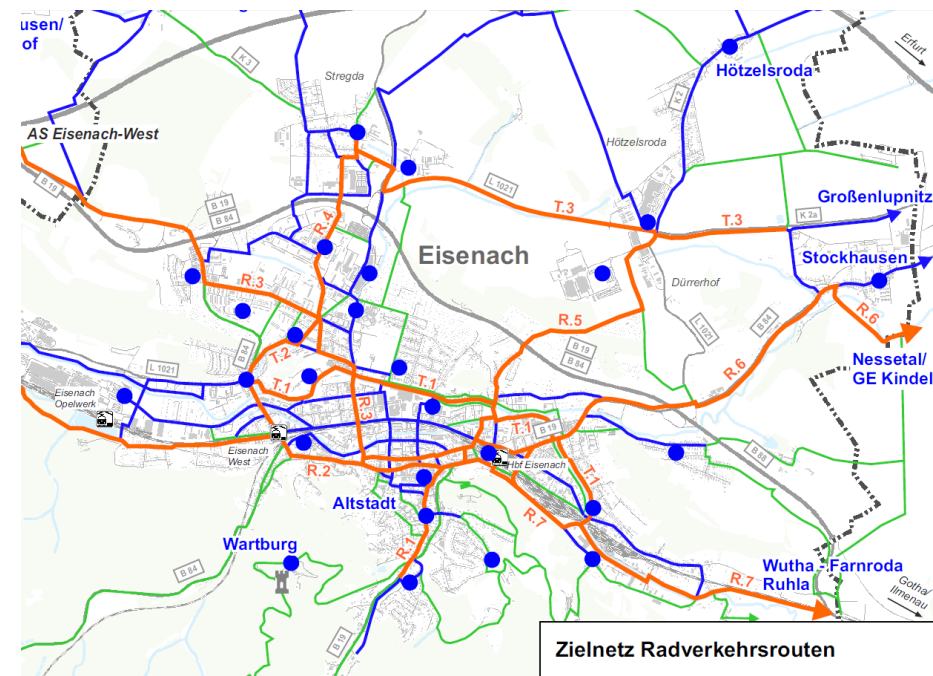 usen/
of
K 3
Stregda
AS Eisenach-West
B 19
Hötzelsroda
Erfurt
K 2
Hötzelsroda
L 1021
B 19
B 84
R.4
T.3
T.3
K 2a
Großenlupnitz
Eisenach
Stockhausen
R.3
Dürrerhof
R.5
R.6
B 84
L 1021
B 19
B 84
T.2
B 84
L 1021
R.6
Nessetal/
GE Kindel
T.1
T.1
Eisenach
Opelwerk
R.3
T.1
B 19
Eisenach
West
R.2
Hbf Eisenach
T.1
B 88
Altstadt
R.7
R.1
Wartburg
B 84
Wutha - Farnroda
Ruhla
R.7
Gotha/
Ilmenau
B 19
Zielnetz Radverkehrsrouten